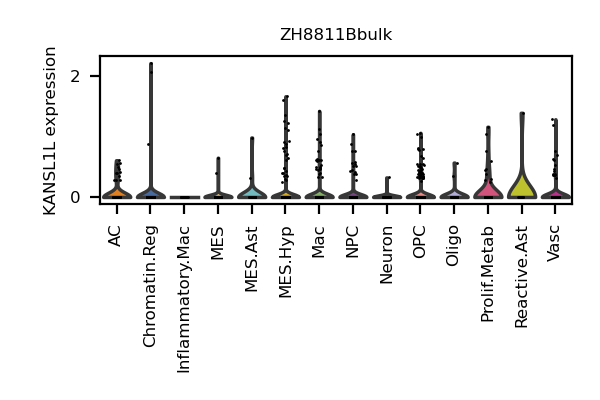 ZH8811Bbulk
KANSL1L expression
2
0
AC
Chromatin.Reg
Inflammatory.Mac
MES
MES.Ast
MES.Hyp
Mac
NPC
Neuron
OPC
Oligo
Prolif.Metab
Reactive.Ast
Vasc